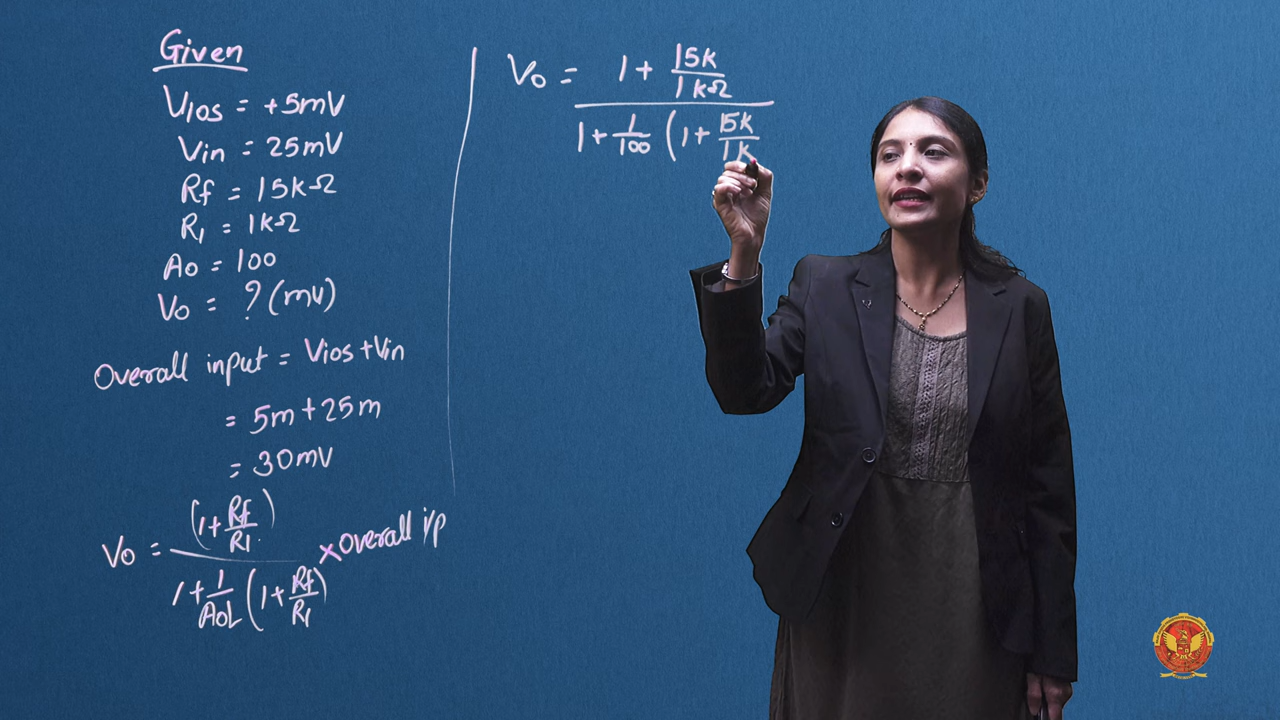 Given
Vios = +5mV
Vin = 25mV
Rf = 15kΩ
R1 = 1kΩ
Ao = 100
Vo = ? (mV)
Overall input = Vios + Vin
= 5m + 25m
= 30mV
Vo = (1 + Rf/R1) / 1 + 1/AOL (1 + Rf/R1) × Overall i/p
Vo = 1 + 15k/1kΩ / 1 + 1/100 (1 + 15k/1k